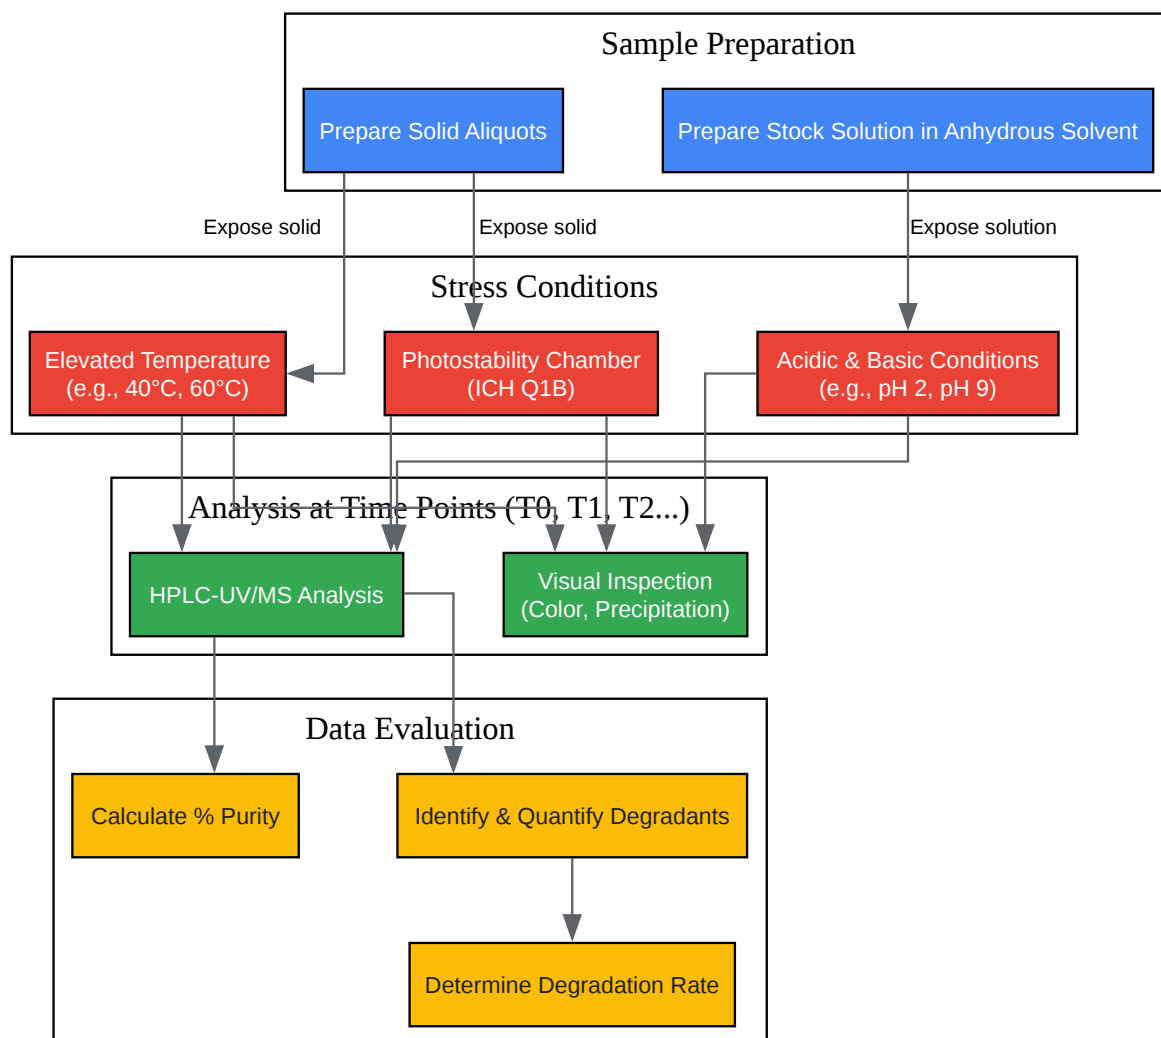 Sample Preparation
Prepare Solid Aliquots
Prepare Stock Solution in Anhydrous Solvent
Expose solid
Expose solid
Expose solution
Stress Conditions
Elevated Temperature
(e.g., 40°C, 60°C)
Photostability Chamber
(ICH Q1B)
Acidic & Basic Conditions
(e.g., pH 2, pH 9)
Analysis at Time Points (T0, T1, T2...)
HPLC-UV/MS Analysis
Visual Inspection
(Color, Precipitation)
Data Evaluation
Calculate % Purity
Identify & Quantify Degradants
Determine Degradation Rate